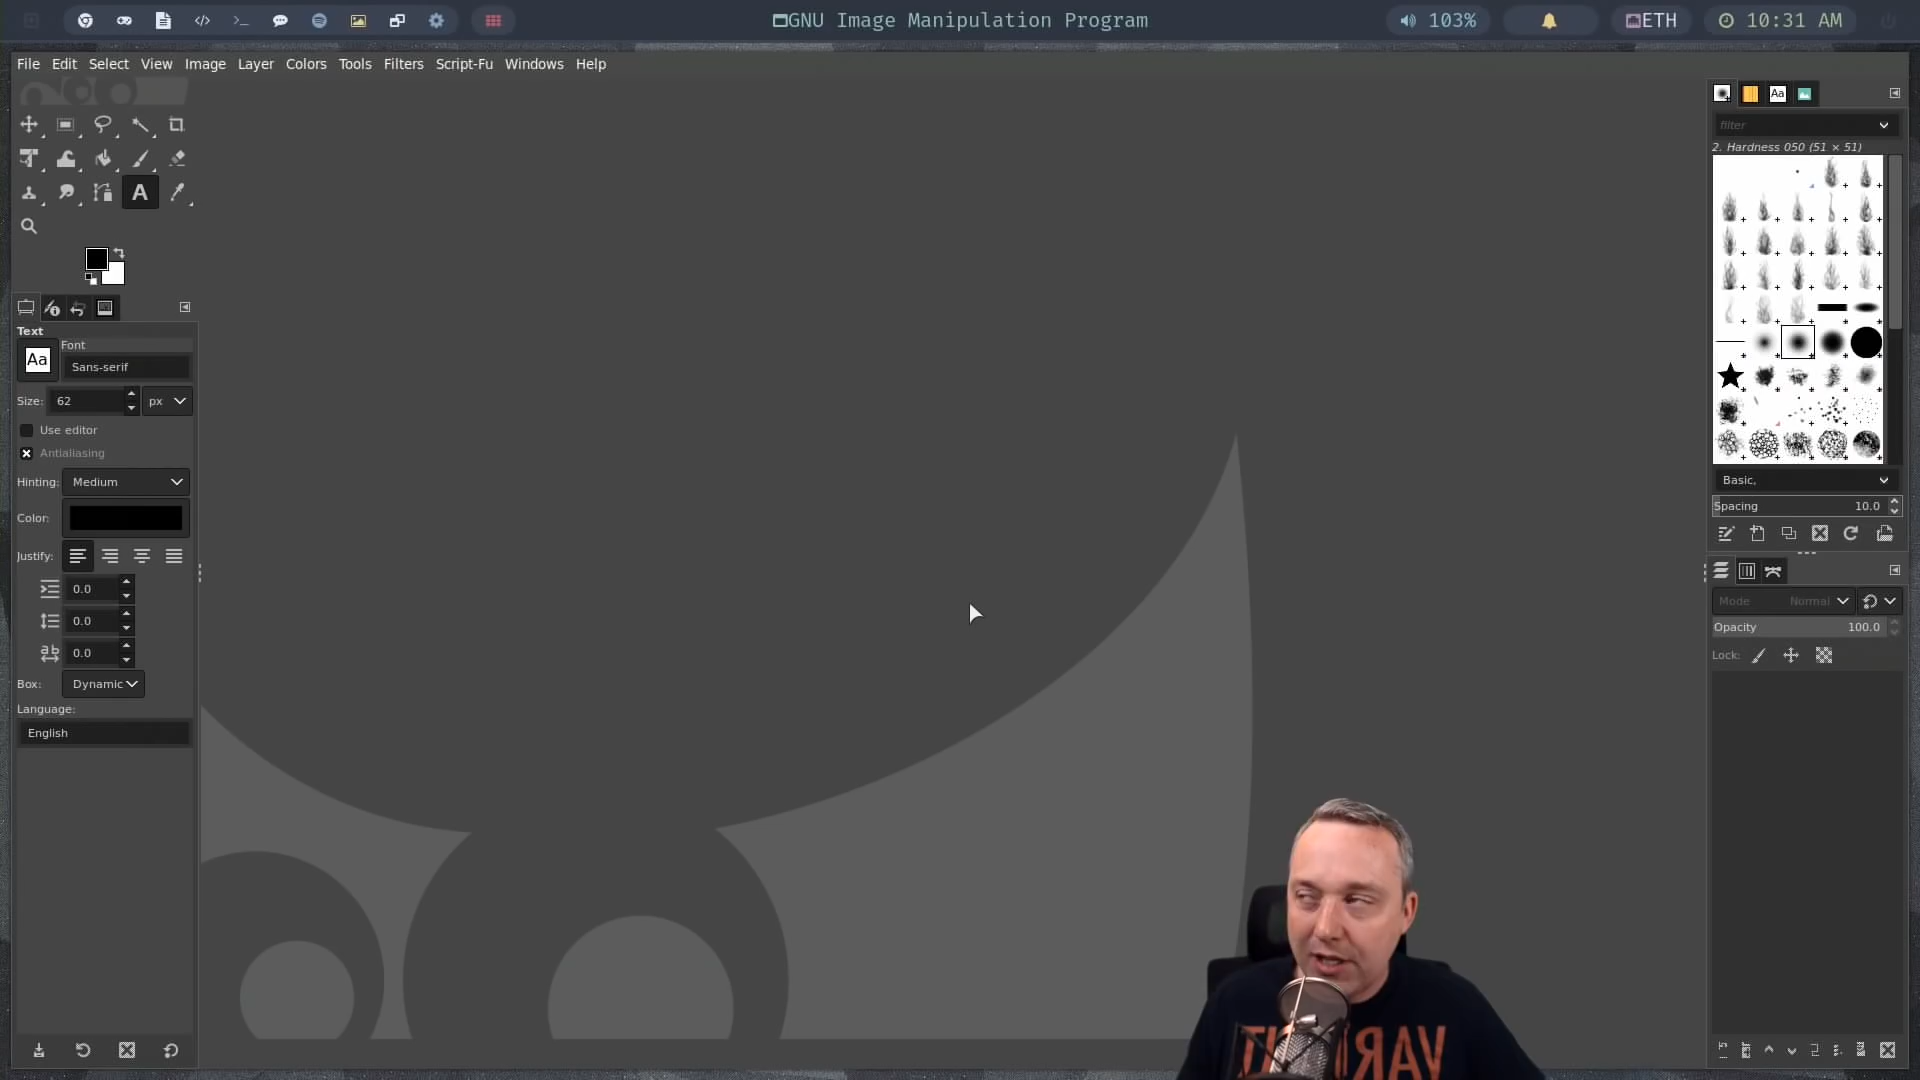 GNU Image Manipulation Program
103%
ETH
10:31 AM
File Edit Select View Image Layer Colors Tools Filters Script-Fu Windows Help
filter
2. Hardness 050 (51 × 51)
Text
Aa
Font
Sans-serif
Size: 62 px
Use editor
Antialiasing
Hinting: Medium
Color:
Justify:
0.0
0.0
0.0
Box: Dynamic
Language:
English
Basic,
Spacing 10.0
Mode Normal
Opacity 100.0
Lock: